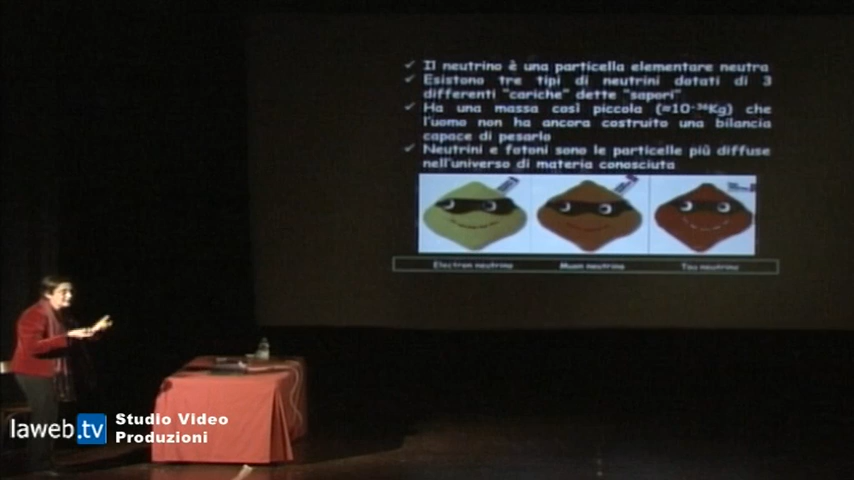 ✓ Il neutrino è una particella elementare neutra
✓ Esistono tre tipi di neutrini dotati di 3
differenti "cariche" dette "sapori"
✓ Ha una massa così piccola (≈10⁻³⁶Kg) che
l'uomo non ha ancora costruito una bilancia
capace di pesarlo
✓ Neutrini e fotoni sono le particelle più diffuse
nell'universo di materia conosciuta
Electron neutrino
Muon neutrino
Tau neutrino
laweb.tv
Studio Video
Produzioni